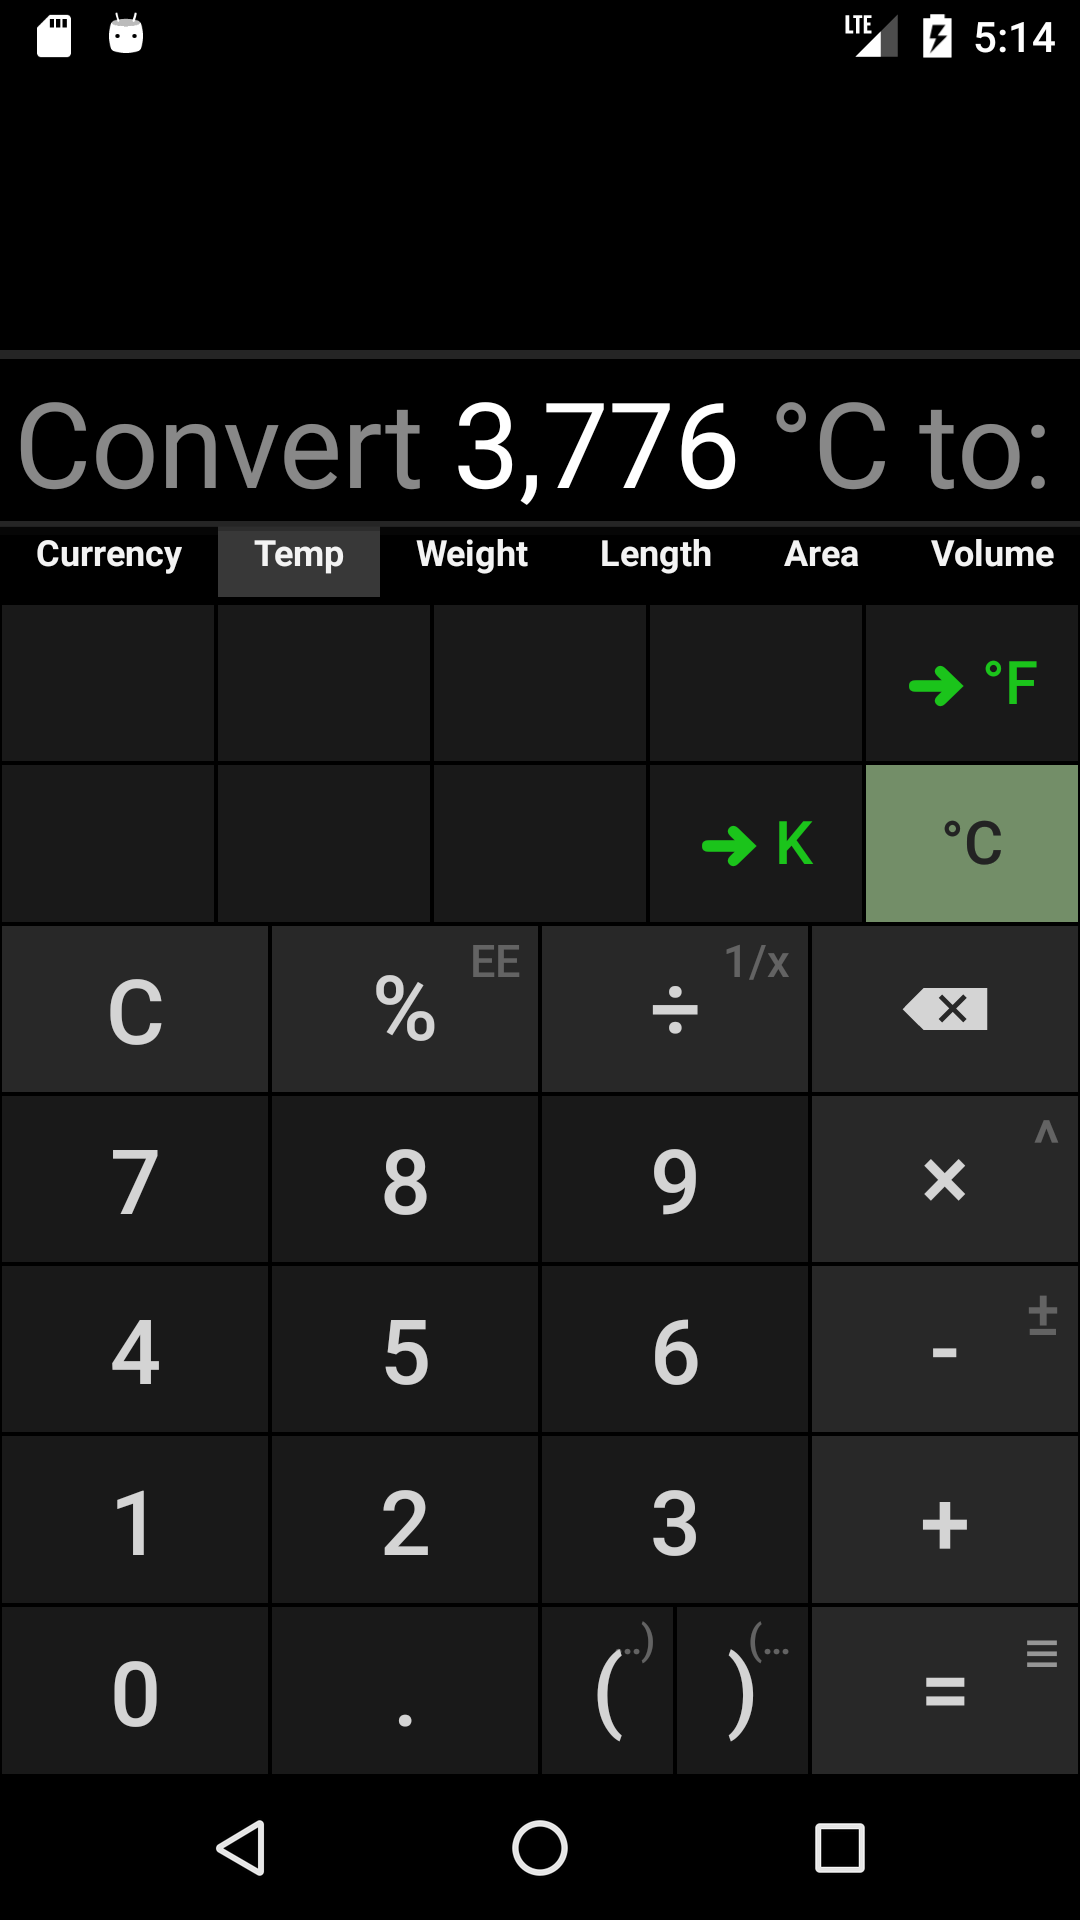 LTE 5:14
Convert 3,776 °C to:
Currency Temp Weight Length Area Volume
➔ °F
➔ K °C
C % EE ÷ 1/x
7 8 9 × ^
4 5 6 - ±
1 2 3 +
0 . ( ..) ) (... = ≡